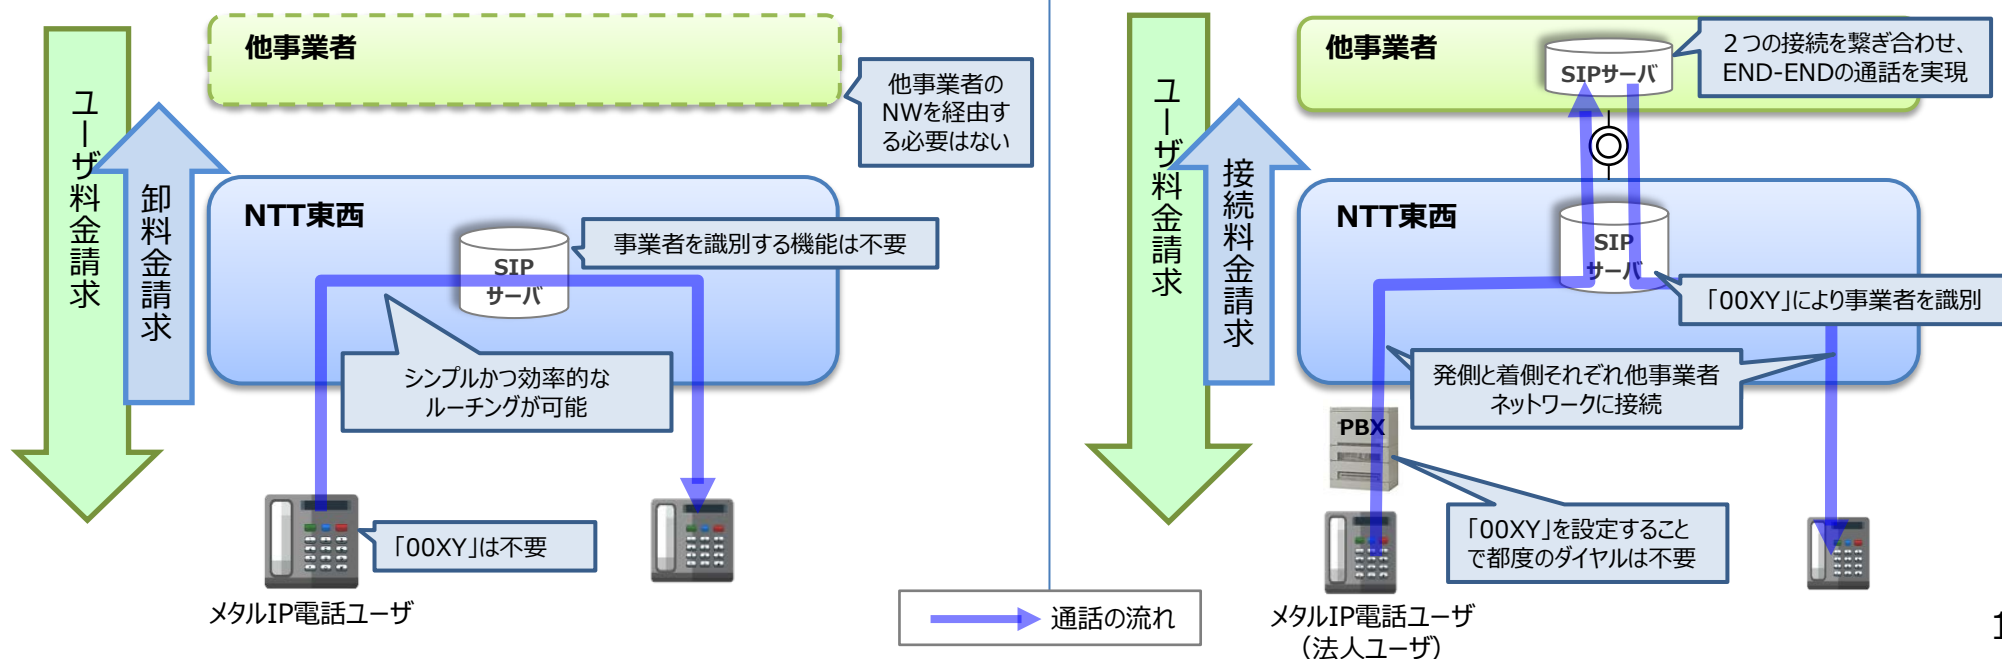 他事業者
他事業者の
NWを経由す
る必要はない
ユーザ料金請求
卸料金請求
NTT東西
事業者を識別する機能は不要
SIP
サーバ
シンプルかつ効率的な
ルーチングが可能
「00XY」は不要
メタルIP電話ユーザ
通話の流れ
他事業者
SIPサーバ
２つの接続を繋ぎ合わせ、
END-ENDの通話を実現
ユーザ料金請求
接続料金請求
NTT東西
SIP
サーバ
「00XY」により事業者を識別
発側と着側それぞれ他事業者
ネットワークに接続
PBX
「00XY」を設定すること
で都度のダイヤルは不要
メタルIP電話ユーザ
（法人ユーザ）